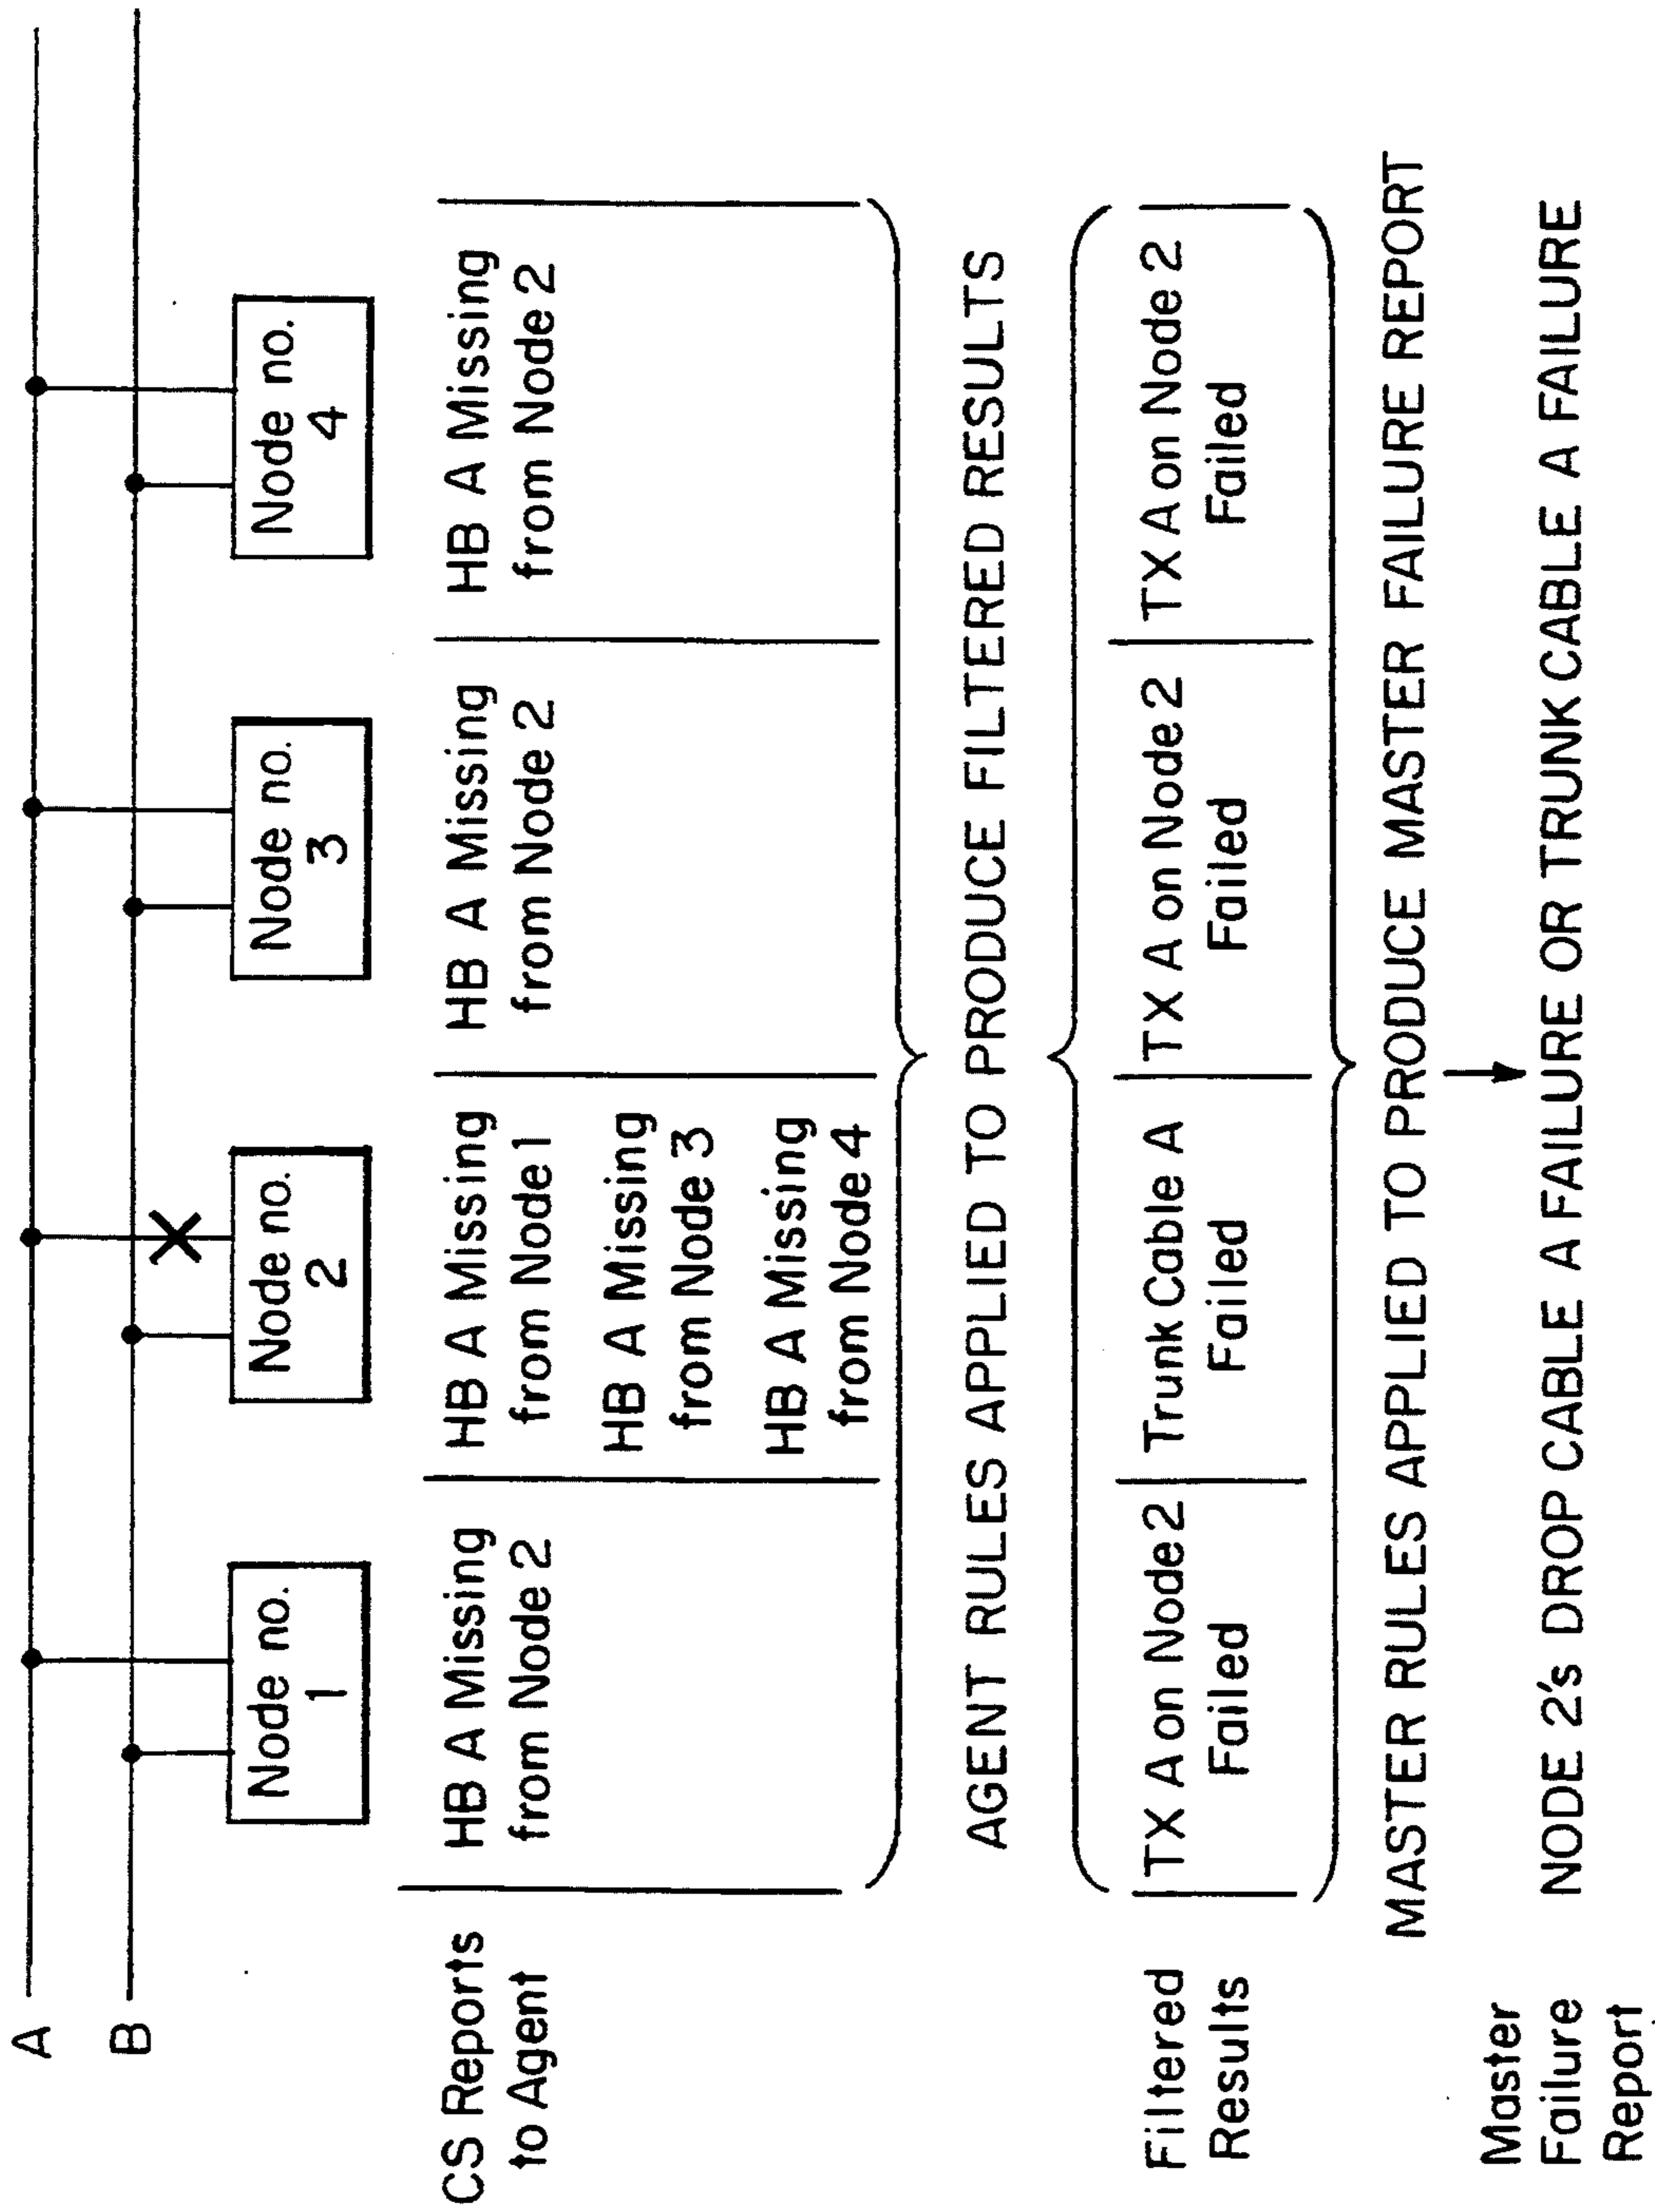 A
B
Node no.
1
Node no.
2
Node no.
3
Node no.
4
CS Reports
to Agent
HB A Missing
from Node 2
HB A Missing
from Node 1
HB A Missing
from Node 3
HB A Missing
from Node 4
HB A Missing
from Node 2
HB A Missing
from Node 2
AGENT RULES APPLIED TO PRODUCE FILTERED RESULTS
Filtered
Results
TX A on Node 2
Failed
Trunk Cable A
Failed
TX A on Node 2
Failed
TX A on Node 2
Failed
MASTER RULES APPLIED TO PRODUCE MASTER FAILURE REPORT
Master
Failure
Report
NODE 2's DROP CABLE A FAILURE OR TRUNK CABLE A FAILURE